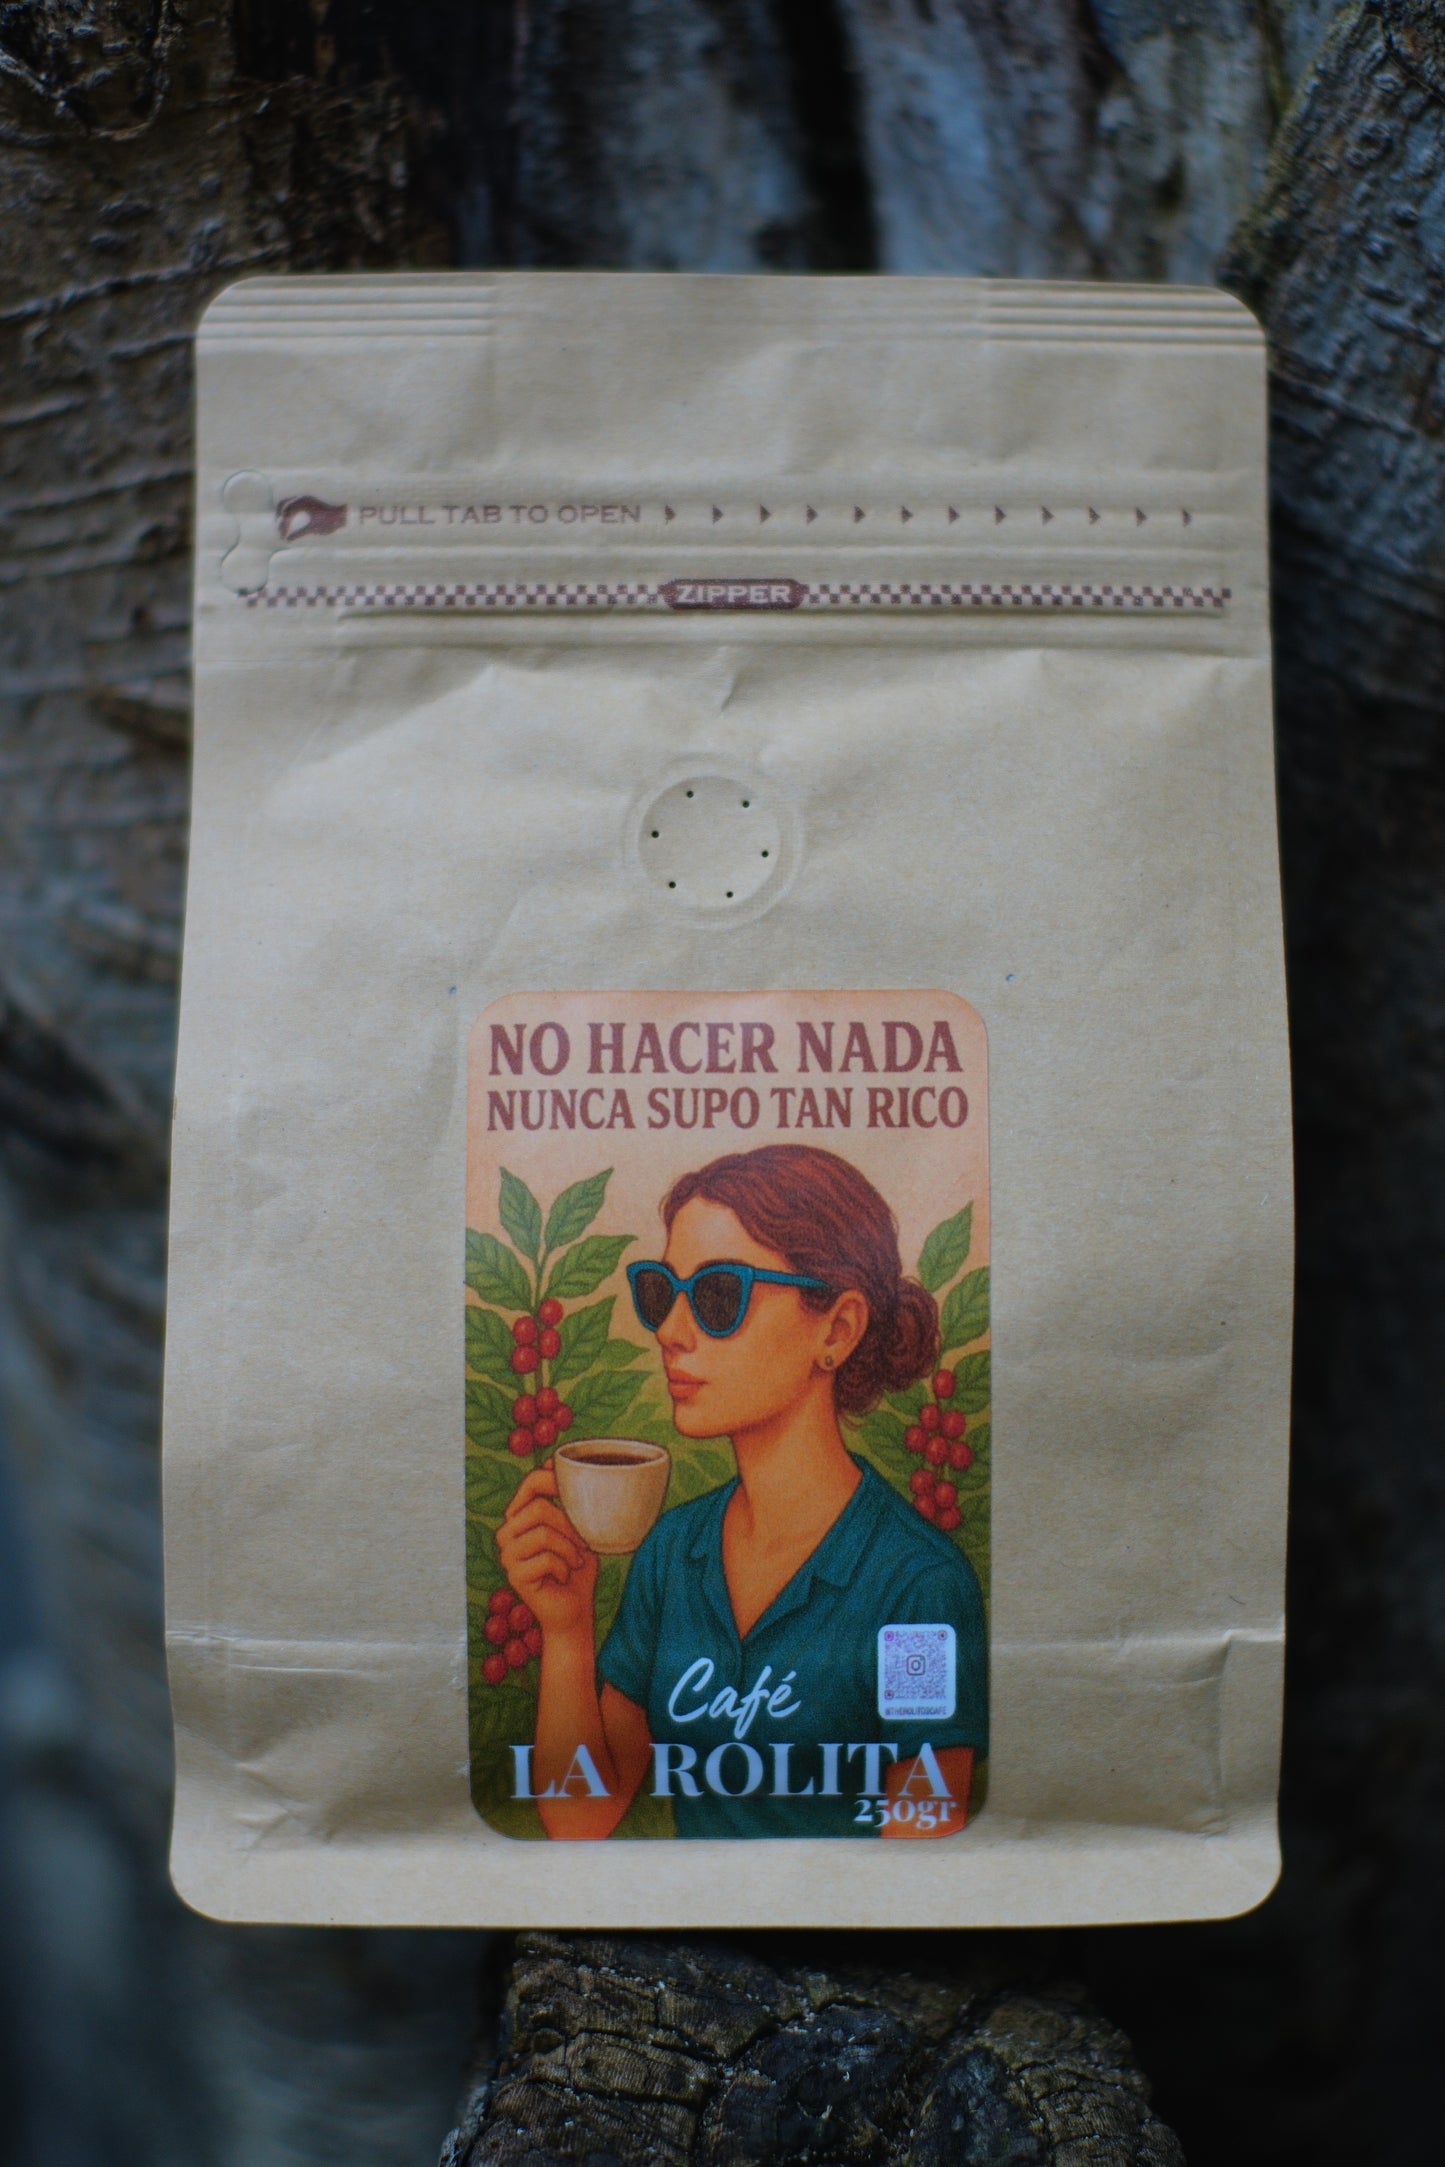 PULL TAB TO OPEN
ZIPPER
NO HACER NADA
NUNCA SUPO TAN RICO
Café
LA ROLITA
250gr